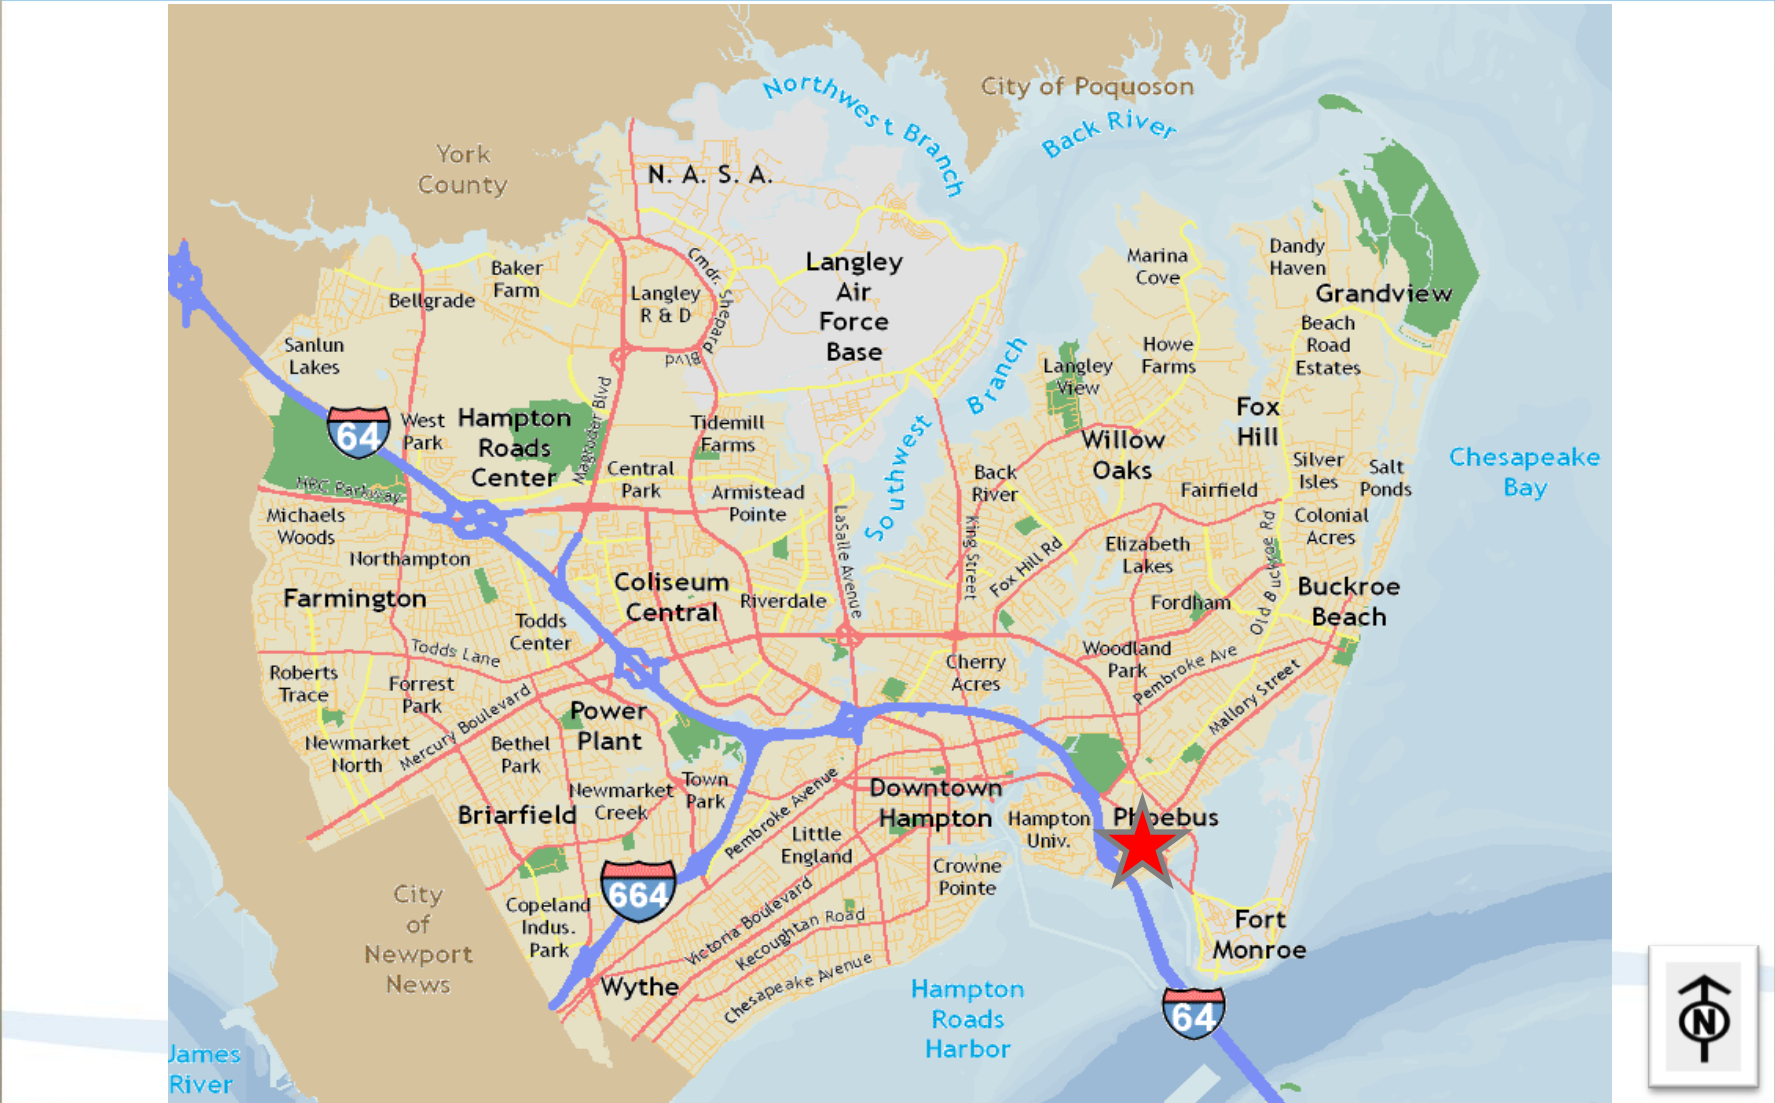 City of Poquoson
Northwest Branch
Back River
York
County
N. A. S. A.
Marina
Cove
Dandy
Haven
Grandview
Baker
Farm
Bellgrade
Langley
R & D
Cmdr. Shepard Blvd
Langley
Air
Force
Base
Sanlun
Lakes
Beach
Road
Estates
Howe
Farms
Langley
View
Southwest Branch
64
West
Park
Hampton
Roads
Center
Magruder Blvd
Tidemill
Farms
Fox
Hill
Willow
Oaks
Central
Park
Back
River
Silver
Isles
Salt
Ponds
Chesapeake
Bay
HRC Parkway
Armistead
Pointe
Fairfield
Michaels
Woods
LaSalle Avenue
King Street
Fox Hill Rd
Colonial
Acres
Old Buckroe Rd
Northampton
Elizabeth
Lakes
Farmington
Coliseum
Central
Riverdale
Fordham
Buckroe
Beach
Todds
Center
Todds Lane
Cherry
Acres
Woodland
Park
Pembroke Ave
Mallory Street
Roberts
Trace
Forrest
Park
Mercury Boulevard
Power
Plant
Newmarket
North
Bethel
Park
Newmarket
Creek
Town
Park
Pembroke Avenue
Downtown
Hampton
Briarfield
Hampton
Univ.
Phoebus
Little
England
Crowne
Pointe
664
City
of
Newport
News
Copeland
Indus.
Park
Victoria Boulevard
Kecoughtan Road
Chesapeake Avenue
Wythe
Fort
Monroe
Hampton
Roads
Harbor
64
James
River
N